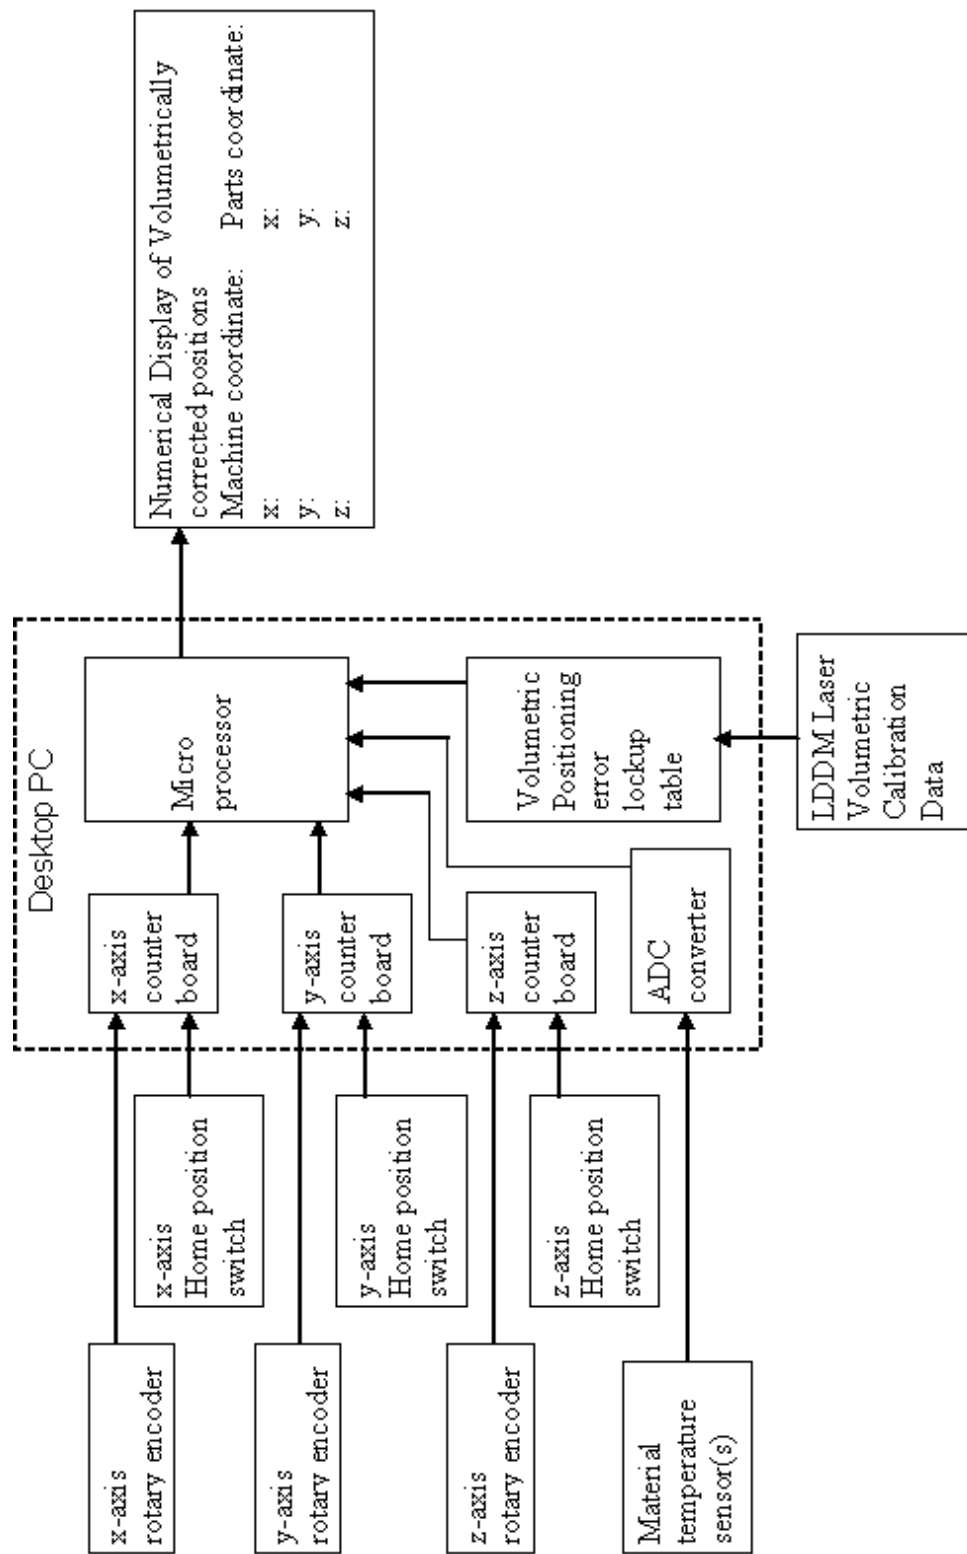 x-axis
rotary encoder
y-axis
rotary encoder
z-axis
rotary encoder
Material
temperature
sensor(s)
x-axis
Home position
switch
y-axis
Home position
switch
z-axis
Home position
switch
Desktop PC
x-axis
counter
board
y-axis
counter
board
z-axis
counter
board
ADC
converter
Micro
processor
Volumetric
Positioning
error
lockup
table
LDDM Laser
Volumetric
Calibration
Data
Numerical Display of Volumetrically
corrected positions
Machine coordinate: Parts coordinate:
x: x:
y: y:
z: z: